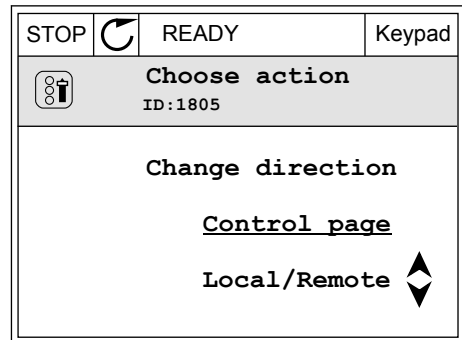 STOP READY Keypad
Choose action
ID:1805
Change direction
Control page
Local/Remote